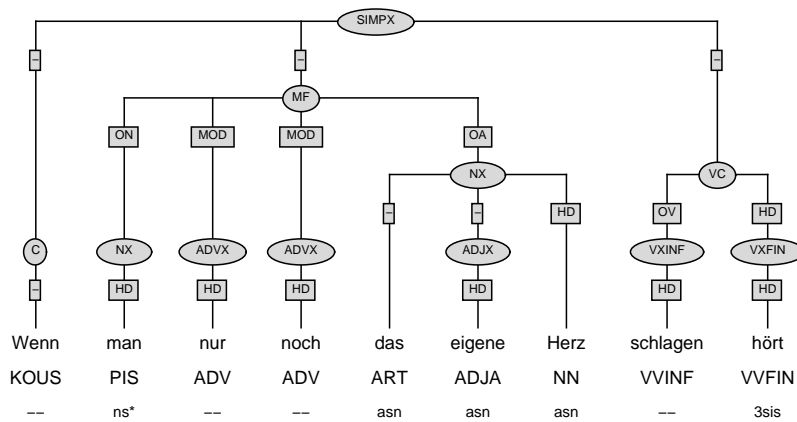 SIMPX
– – –
MF
ON MOD MOD OA
NX VC
– – HD OV HD
C NX ADVX ADVX ADJX VXINF VXFIN
– HD HD HD HD HD HD
Wenn man nur noch das eigene Herz schlagen hört
KOUS PIS ADV ADV ART ADJA NN VVINF VVFIN
−− ns* −− −− asn asn asn −− 3sis